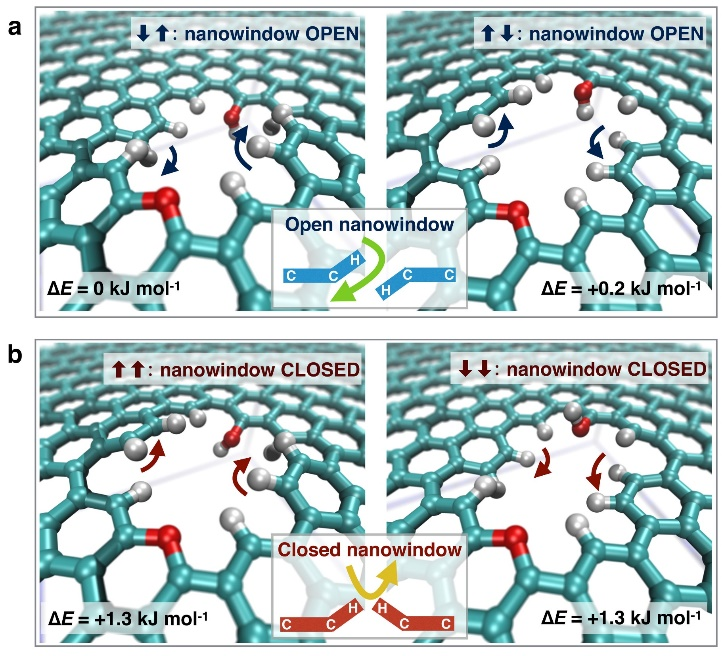 a
⬇⬆: nanowindow OPEN
⬆⬇: nanowindow OPEN
Open nanowindow
C C H
H C C
ΔE = 0 kJ mol⁻¹
ΔE = +0.2 kJ mol⁻¹
b
⬆⬆: nanowindow CLOSED
⬇⬇: nanowindow CLOSED
Closed nanowindow
C C H
H C C
ΔE = +1.3 kJ mol⁻¹
ΔE = +1.3 kJ mol⁻¹